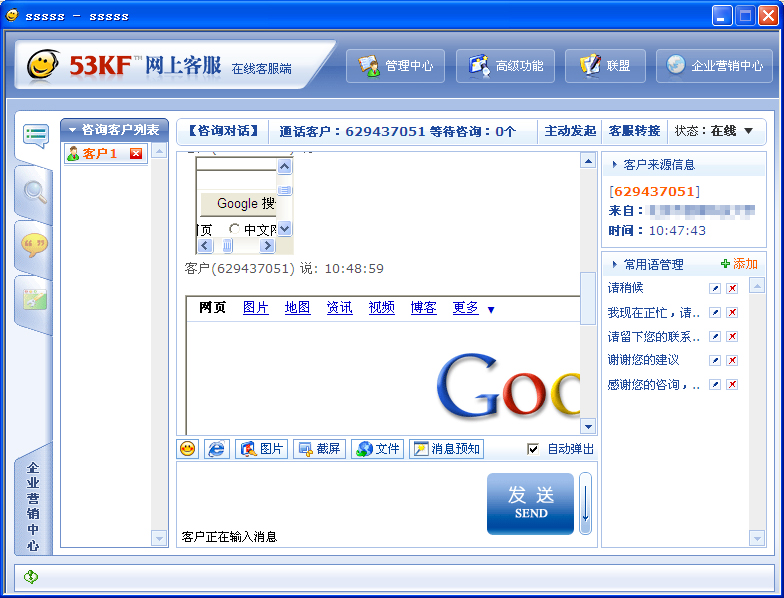 sssss - sssss
53KF™ 网上客服 在线客服端
管理中心 高级功能 联盟 企业营销中心
咨询客户列表
客户1
企业营销中心
【咨询对话】 通话客户：629437051 等待咨询：0个 主动发起 客服转接 状态：在线
Google 搜
网页 中文网
客户(629437051) 说: 10:48:59
网页 图片 地图 资讯 视频 博客 更多
Goo
图片 截屏 文件 消息预知 自动弹出
发 送
SEND
客户正在输入消息
客户来源信息
[629437051]
来自：
时间：10:47:43
常用语管理 添加
请稍候
我现在正忙，请..
请留下您的联系..
谢谢您的建议
感谢您的咨询，..